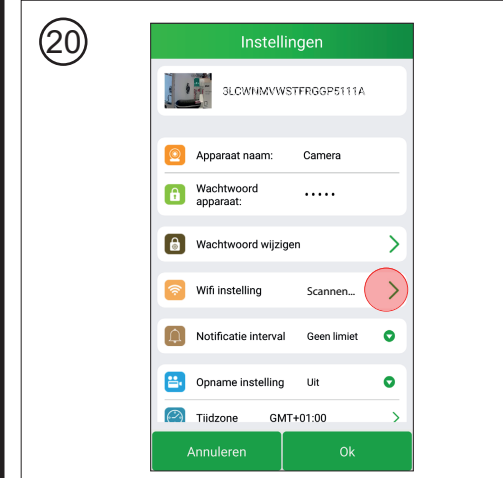 20
Instellingen
Apparaat naam: Camera
Wachtwoord
apparaat: •••••
Wachtwoord wijzigen
Wifi instelling Scannen...
Notificatie interval Geen limiet
Opname instelling Uit
Tijdzone GMT+01:00
Annuleren Ok